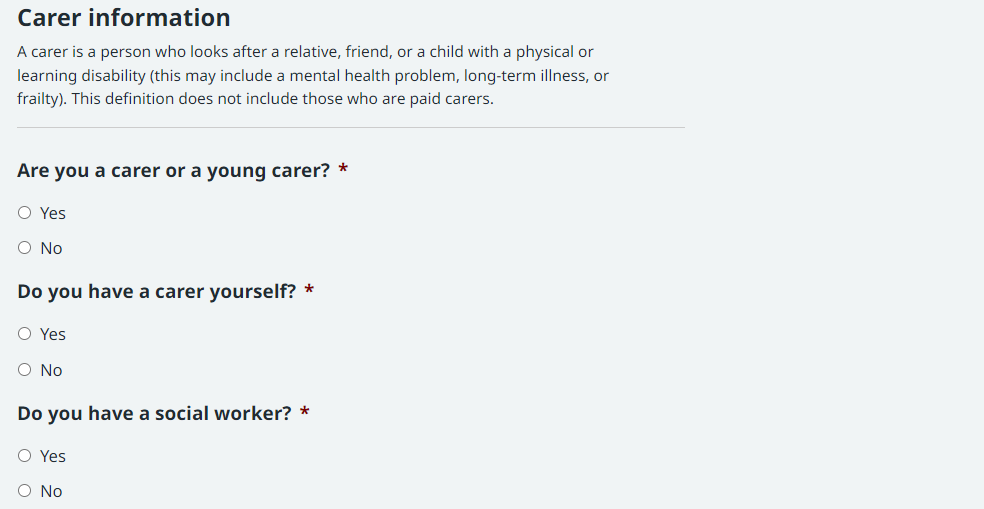 Carer information
A carer is a person who looks after a relative, friend, or a child with a physical or
learning disability (this may include a mental health problem, long-term illness, or
frailty). This definition does not include those who are paid carers.
Are you a carer or a young carer? *
Yes
No
Do you have a carer yourself? *
Yes
No
Do you have a social worker? *
Yes
No